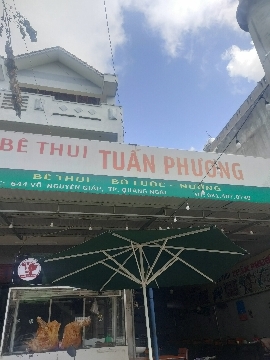 BÊ THUI TUẤN PHƯƠNG
BÊ THUI BÒ LUỘC - NƯỚNG
644 VÕ NGUYÊN GIÁP, TP. QUẢNG NGÃI